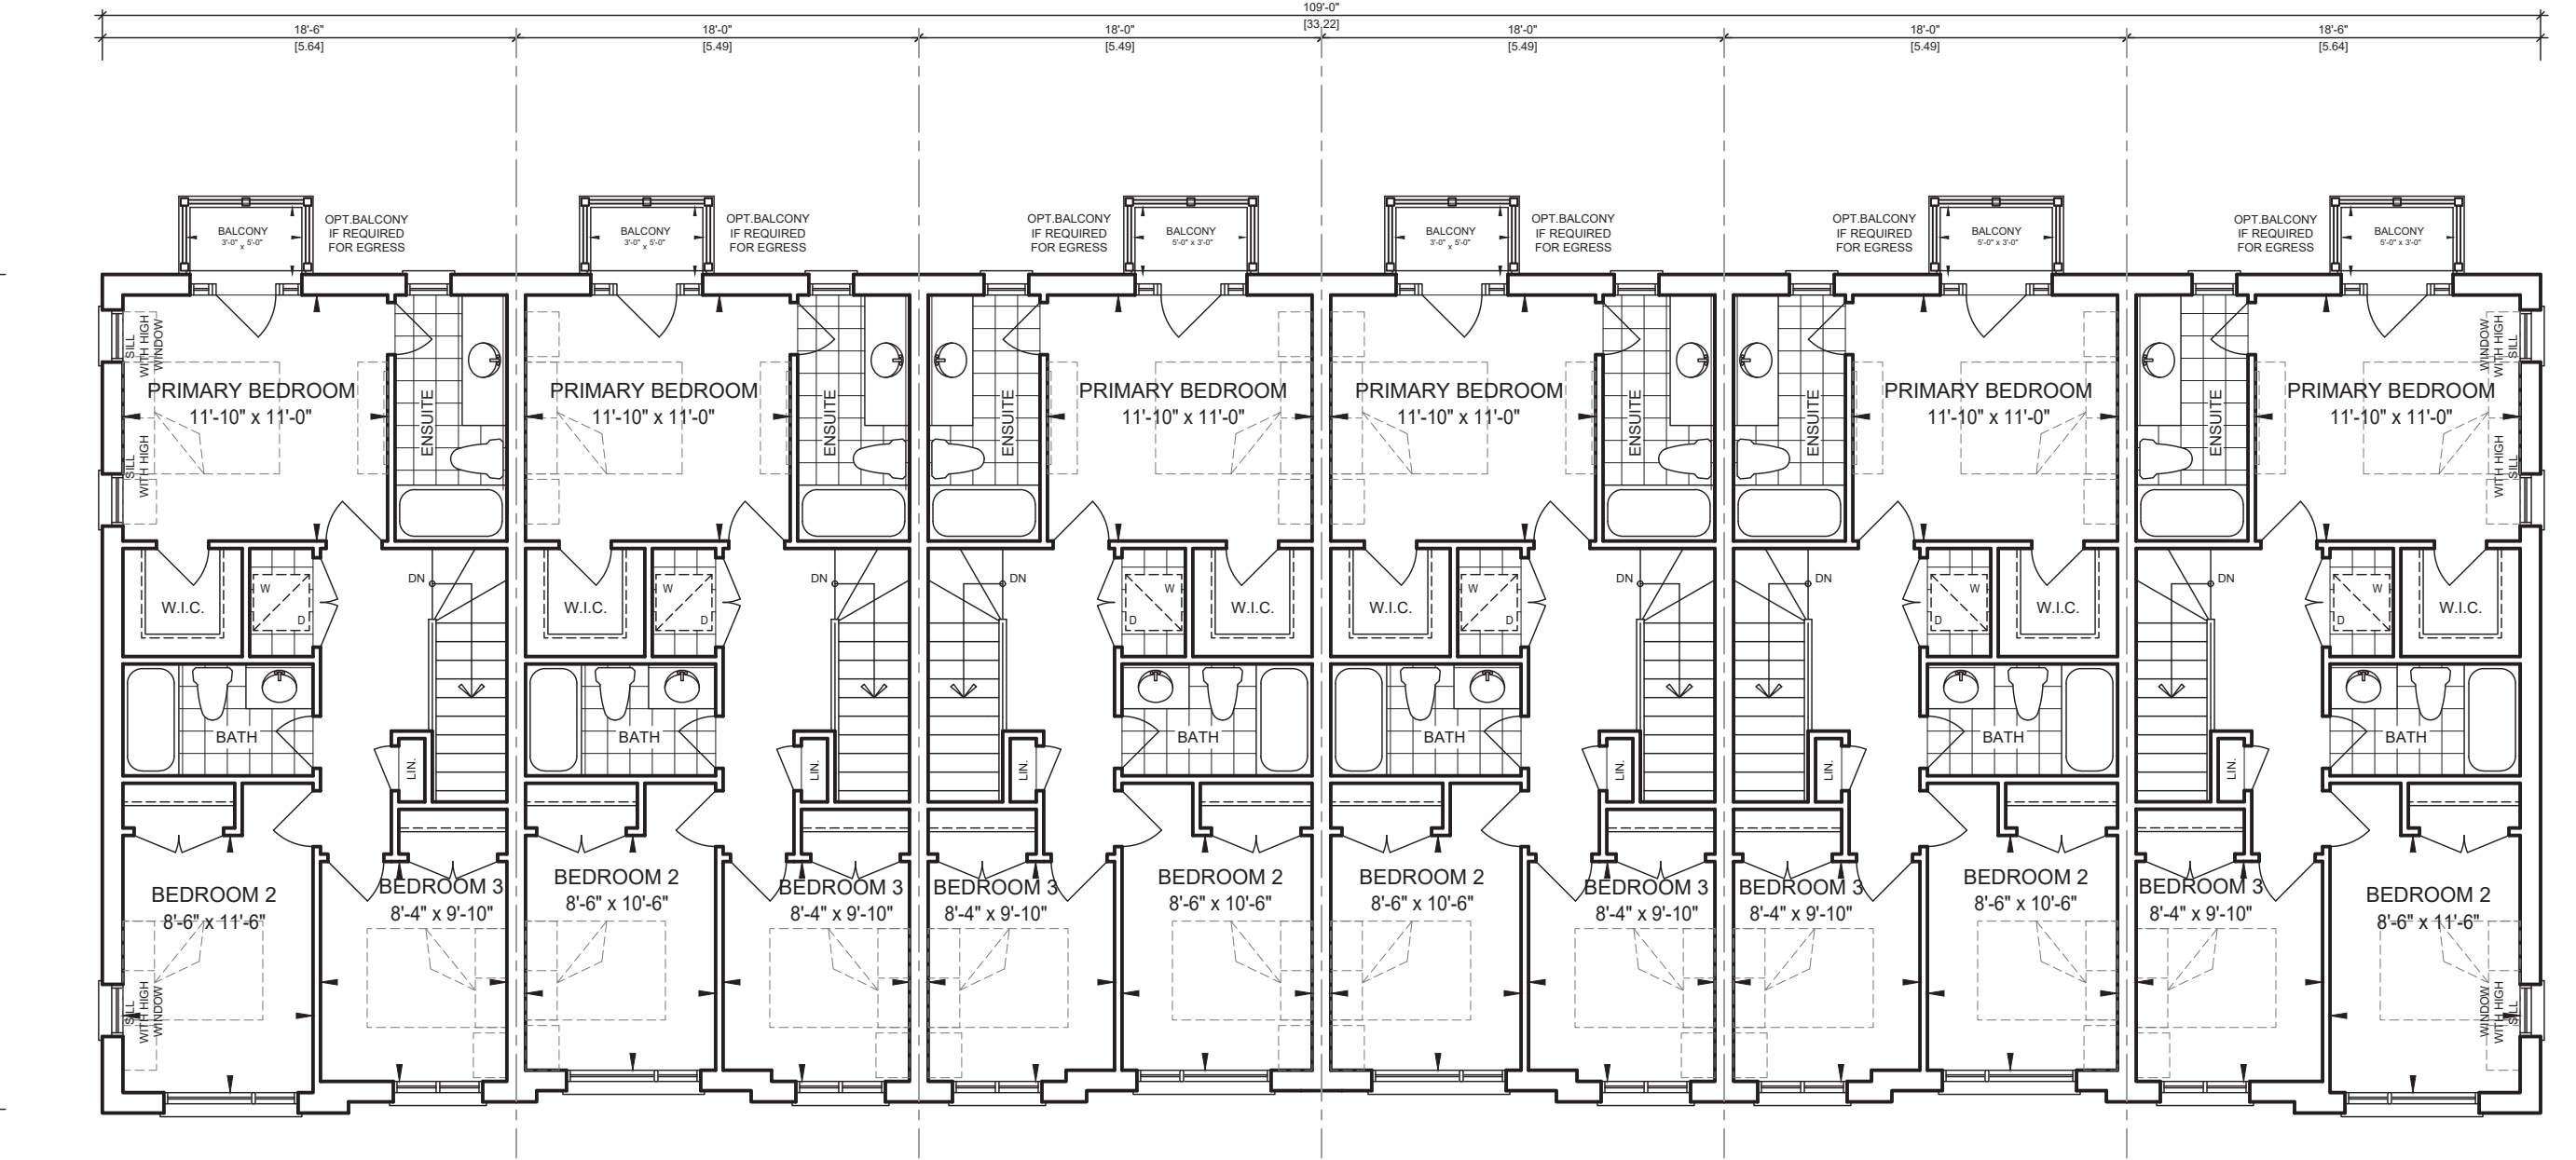 109'-0"
[33.22]
18'-6"
[5.64]
18'-0"
[5.49]
18'-0"
[5.49]
18'-0"
[5.49]
18'-0"
[5.49]
18'-6"
[5.64]
BALCONY
3'-0" x 5'-0"
OPT.BALCONY
IF REQUIRED
FOR EGRESS
BALCONY
3'-0" x 5'-0"
OPT.BALCONY
IF REQUIRED
FOR EGRESS
OPT.BALCONY
IF REQUIRED
FOR EGRESS
BALCONY
5'-0" x 3'-0"
BALCONY
3'-0" x 5'-0"
OPT.BALCONY
IF REQUIRED
FOR EGRESS
OPT.BALCONY
IF REQUIRED
FOR EGRESS
BALCONY
5'-0" x 3'-0"
OPT.BALCONY
IF REQUIRED
FOR EGRESS
BALCONY
5'-0" x 3'-0"
WINDOW
WITH HIGH
SILL
PRIMARY BEDROOM
11'-10" x 11'-0"
WITH HIGH
SILL
ENSUITE
PRIMARY BEDROOM
11'-10" x 11'-0"
ENSUITE
ENSUITE
PRIMARY BEDROOM
11'-10" x 11'-0"
PRIMARY BEDROOM
11'-10" x 11'-0"
ENSUITE
ENSUITE
PRIMARY BEDROOM
11'-10" x 11'-0"
ENSUITE
PRIMARY BEDROOM
11'-10" x 11'-0"
WINDOW
WITH HIGH
SILL
WITH HIGH
SILL
W.I.C.
W
D
DN
W.I.C.
W
D
DN
DN
W
D
W.I.C.
W.I.C.
W
D
DN
DN
W
D
W.I.C.
DN
W
D
W.I.C.
BATH
LIN.
BATH
LIN.
LIN.
BATH
BATH
LIN.
LIN.
BATH
LIN.
BATH
BEDROOM 2
8'-6" x 11'-6"
BEDROOM 3
8'-4" x 9'-10"
BEDROOM 2
8'-6" x 10'-6"
BEDROOM 3
8'-4" x 9'-10"
BEDROOM 3
8'-4" x 9'-10"
BEDROOM 2
8'-6" x 10'-6"
BEDROOM 2
8'-6" x 10'-6"
BEDROOM 3
8'-4" x 9'-10"
BEDROOM 3
8'-4" x 9'-10"
BEDROOM 2
8'-6" x 10'-6"
BEDROOM 3
8'-4" x 9'-10"
BEDROOM 2
8'-6" x 11'-6"
WINDOW
WITH HIGH
SILL
WINDOW
WITH HIGH
SILL